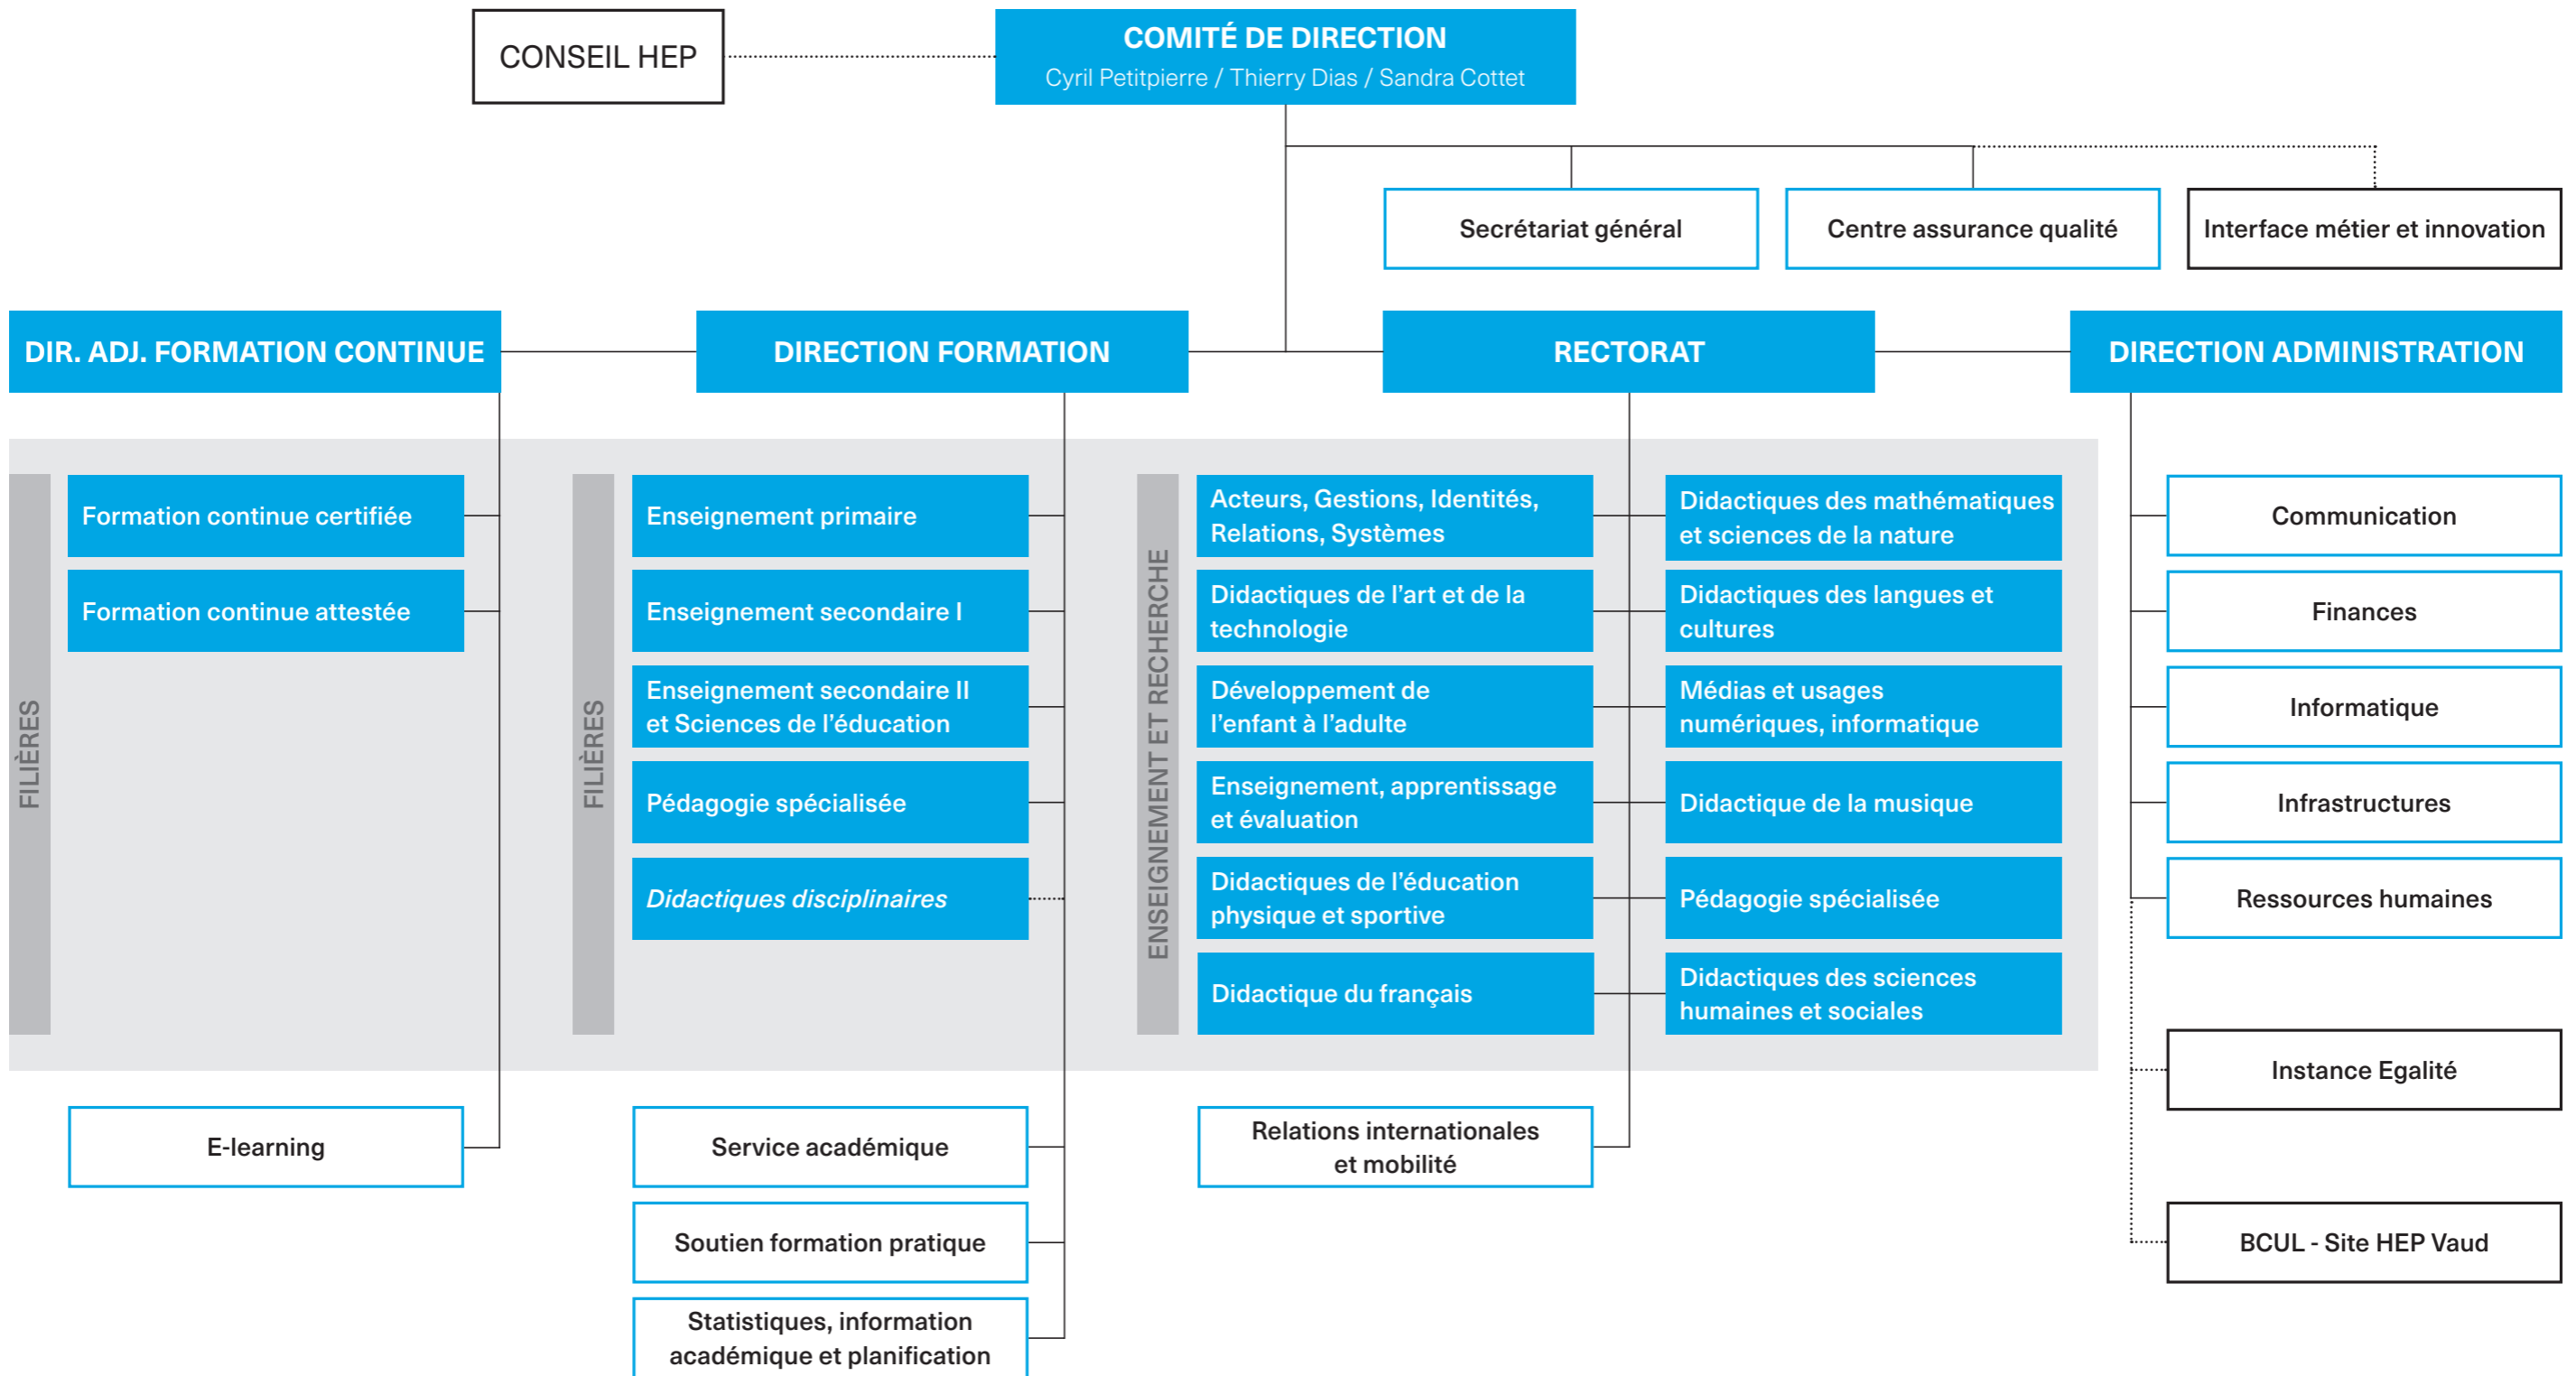 CONSEIL HEP
COMITÉ DE DIRECTION
Cyril Petitpierre / Thierry Dias / Sandra Cottet
Secrétariat général
Centre assurance qualité
Interface métier et innovation
DIR. ADJ. FORMATION CONTINUE
DIRECTION FORMATION
RECTORAT
DIRECTION ADMINISTRATION
FILIÈRES
Formation continue certifiée
Formation continue attestée
E-learning
FILIÈRES
Enseignement primaire
Enseignement secondaire I
Enseignement secondaire II
et Sciences de l’éducation
Pédagogie spécialisée
Didactiques disciplinaires
Service académique
Soutien formation pratique
Statistiques, information
académique et planification
ENSEIGNEMENT ET RECHERCHE
Acteurs, Gestions, Identités,
Relations, Systèmes
Didactiques de l’art et de la
technologie
Développement de
l’enfant à l’adulte
Enseignement, apprentissage
et évaluation
Didactiques de l’éducation
physique et sportive
Didactique du français
Didactiques des mathématiques
et sciences de la nature
Didactiques des langues et
cultures
Médias et usages
numériques, informatique
Didactique de la musique
Pédagogie spécialisée
Didactiques des sciences
humaines et sociales
Relations internationales
et mobilité
Communication
Finances
Informatique
Infrastructures
Ressources humaines
Instance Egalité
BCUL - Site HEP Vaud